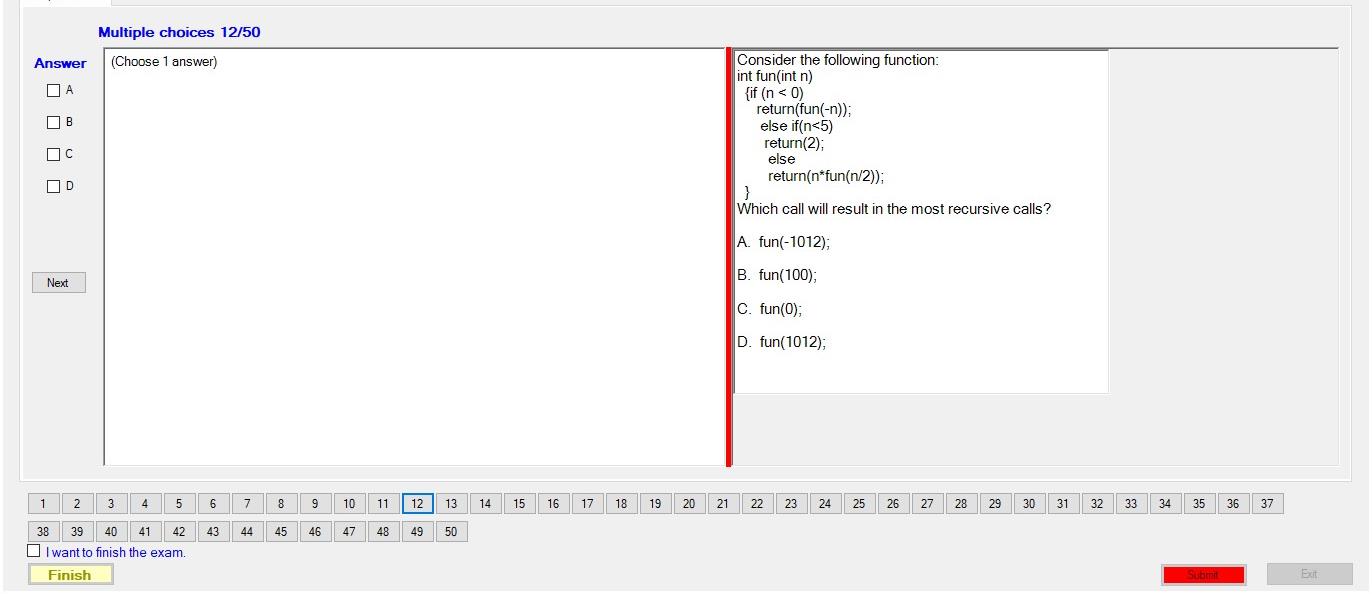 Multiple choices 12/50
Answer
(Choose 1 answer)
A
B
C
D
Next
Consider the following function:
int fun(int n)
{if (n < 0)
return(fun(-n));
else if(n<5)
return(2);
else
return(n*fun(n/2));
}
Which call will result in the most recursive calls?
A. fun(-1012);
B. fun(100);
C. fun(0);
D. fun(1012);
1 2 3 4 5 6 7 8 9 10 11 12 13 14 15 16 17 18 19 20 21 22 23 24 25 26 27 28 29 30 31 32 33 34 35 36 37
38 39 40 41 42 43 44 45 46 47 48 49 50
I want to finish the exam.
Finish
Submit
Exit